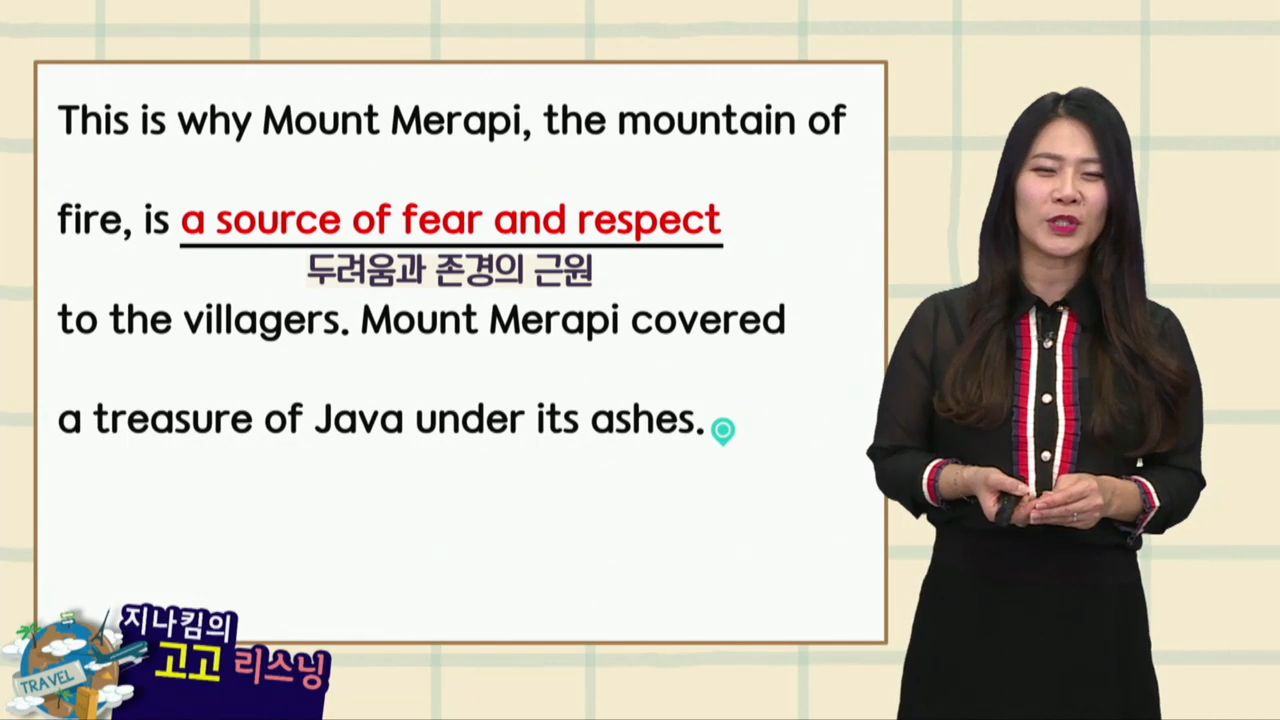 This is why Mount Merapi, the mountain of
fire, is a source of fear and respect
두려움과 존경의 근원
to the villagers. Mount Merapi covered
a treasure of Java under its ashes.
지나킴의
고고 리스닝
TRAVEL